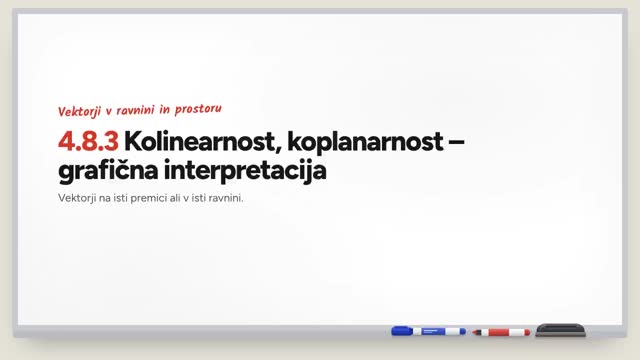 Vektorji v ravnini in prostoru
4.8.3 Kolinearnost, koplanarnost –
grafična interpretacija
Vektorji na isti premici ali v isti ravnini.